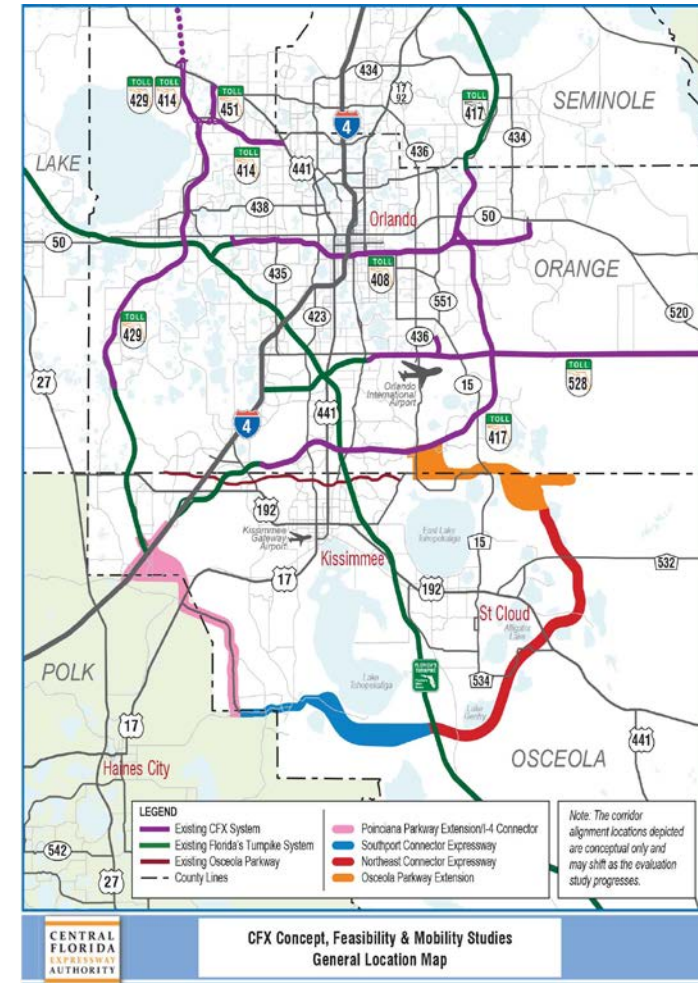 TOLL
429
TOLL
414
TOLL
451
434
17
92
TOLL
417
434
SEMINOLE
4
LAKE
TOLL
414
441
436
438
Orlando
50
50
ORANGE
435
TOLL
408
551
423
520
TOLL
429
436
27
Orlando
International
Airport
15
TOLL
528
441
4
TOLL
417
192
Kissimmee
Gateway
Airport
East Lake
Tohopekaliga
15
532
Kissimmee
17
192
St Cloud
Alligator
Lake
POLK
FLORIDA'S
TURNPIKE
Lake
Tohopekaliga
534
Lake
Gentry
17
OSCEOLA
441
Haines City
542
27
LEGEND
Existing CFX System
Existing Florida's Turnpike System
Existing Osceola Parkway
County Lines
Poinciana Parkway Extension/I-4 Connector
Southport Connector Expressway
Northeast Connector Expressway
Osceola Parkway Extension
Note: The corridor
alignment locations depicted
are conceptual only and
may shift as the evaluation
study progresses.
CENTRAL
FLORIDA
EXPRESSWAY
AUTHORITY
CFX Concept, Feasibility & Mobility Studies
General Location Map